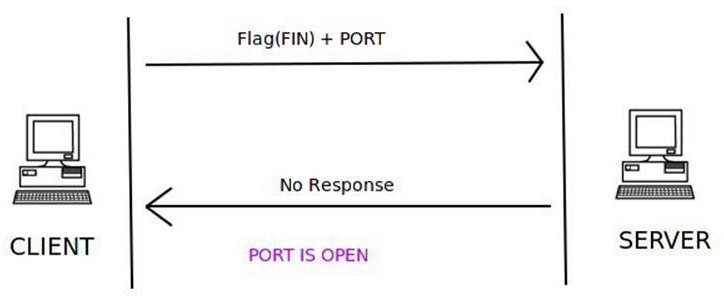 Flag(FIN) + PORT
No Response
CLIENT
SERVER
PORT IS OPEN